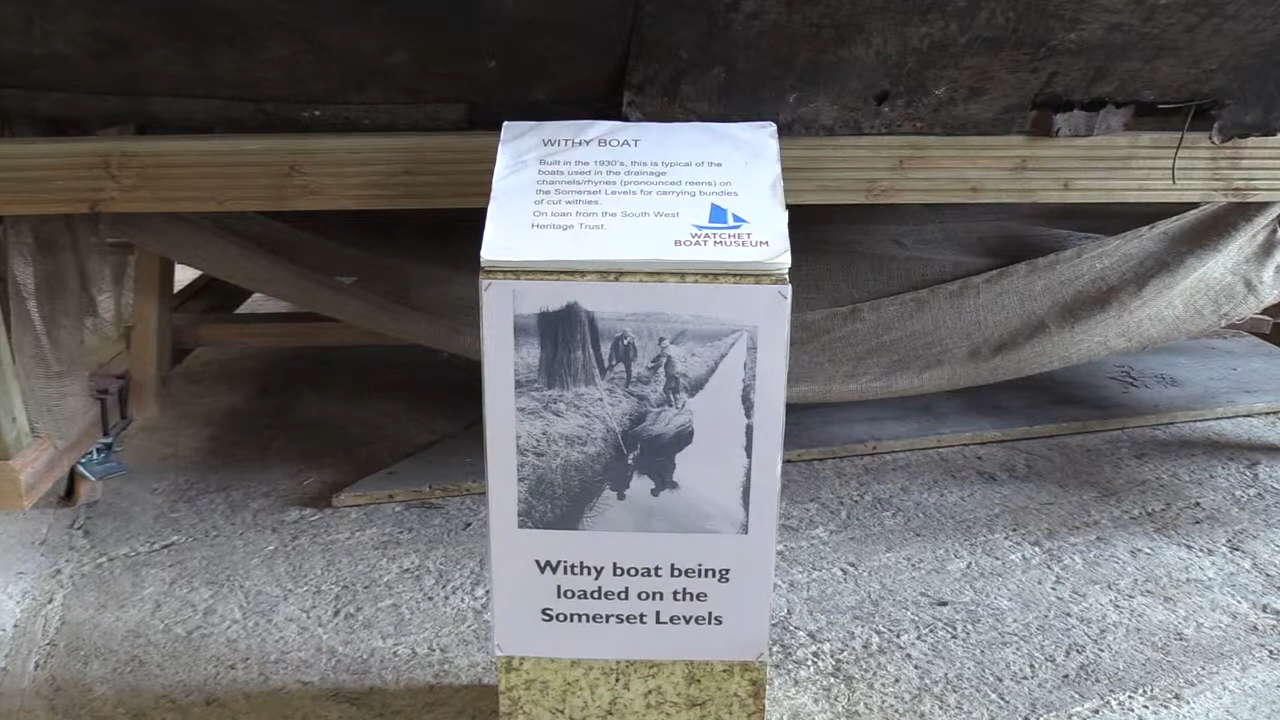 WITHY BOAT
Built in the 1930's, this is typical of the
boats used in the drainage
channels/rhynes (pronounced reens) on
the Somerset Levels for carrying bundles
of cut withies.
On loan from the South West
Heritage Trust.
WATCHET
BOAT MUSEUM
Withy boat being
loaded on the
Somerset Levels